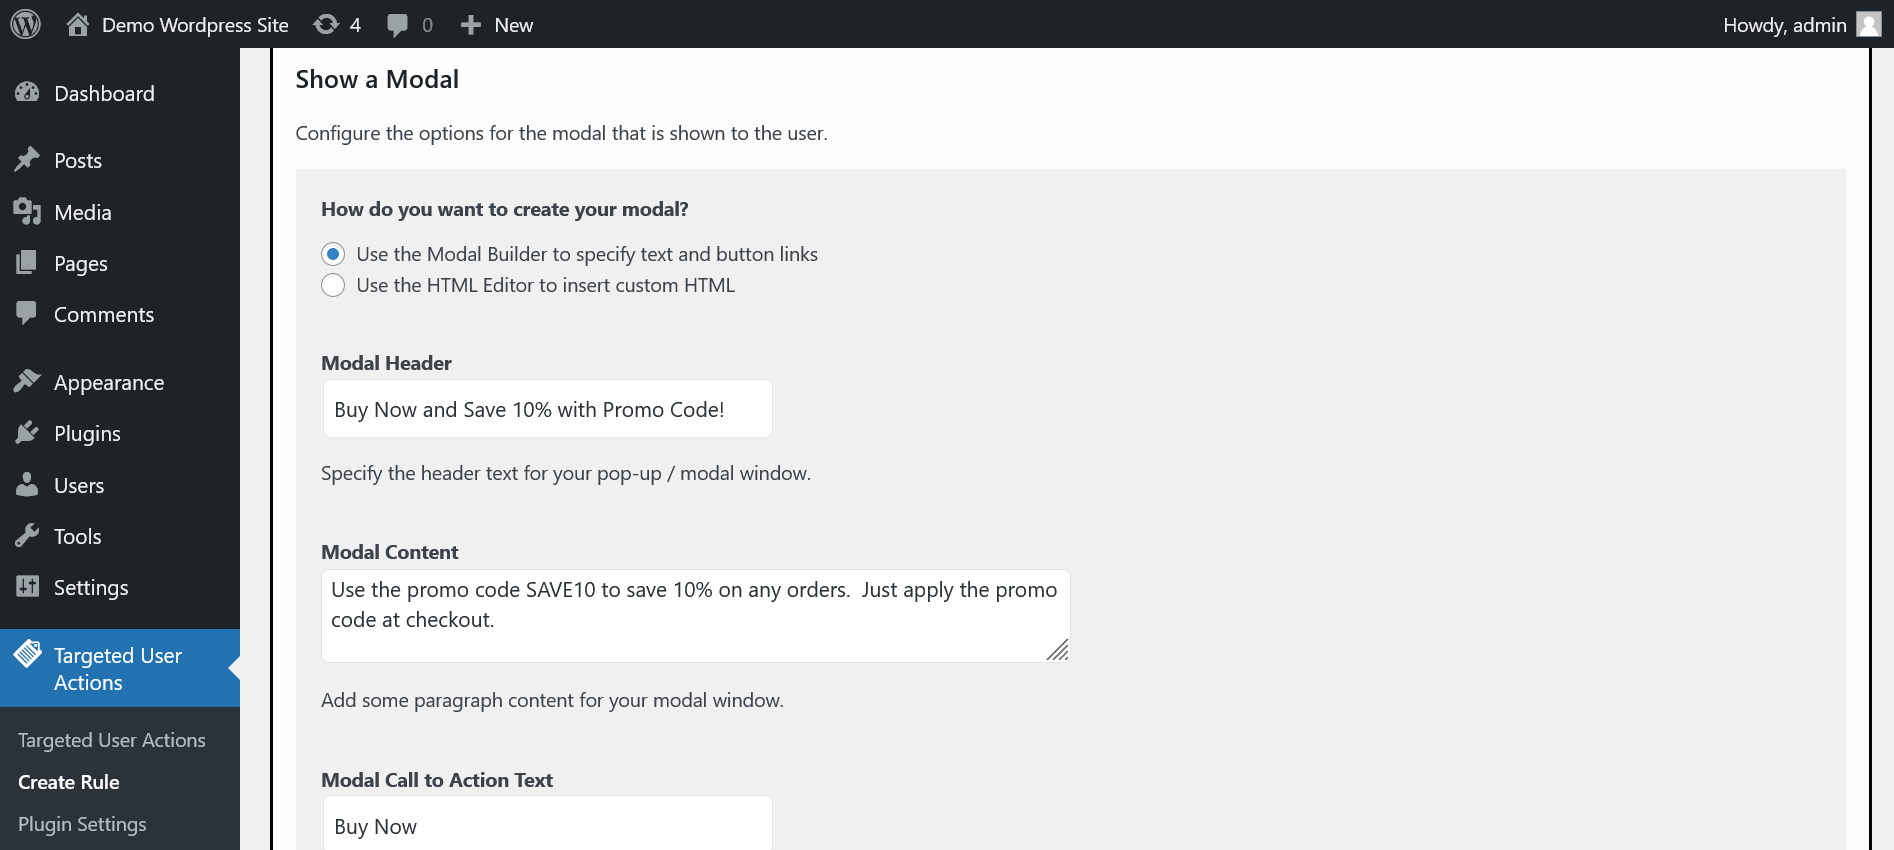 Demo Wordpress Site 4 0 New Howdy, admin
Dashboard
Posts
Media
Pages
Comments
Appearance
Plugins
Users
Tools
Settings
Targeted User
Actions
Targeted User Actions
Create Rule
Plugin Settings
Show a Modal
Configure the options for the modal that is shown to the user.
How do you want to create your modal?
Use the Modal Builder to specify text and button links
Use the HTML Editor to insert custom HTML
Modal Header
Buy Now and Save 10% with Promo Code!
Specify the header text for your pop-up / modal window.
Modal Content
Use the promo code SAVE10 to save 10% on any orders.  Just apply the promo
code at checkout.
Add some paragraph content for your modal window.
Modal Call to Action Text
Buy Now